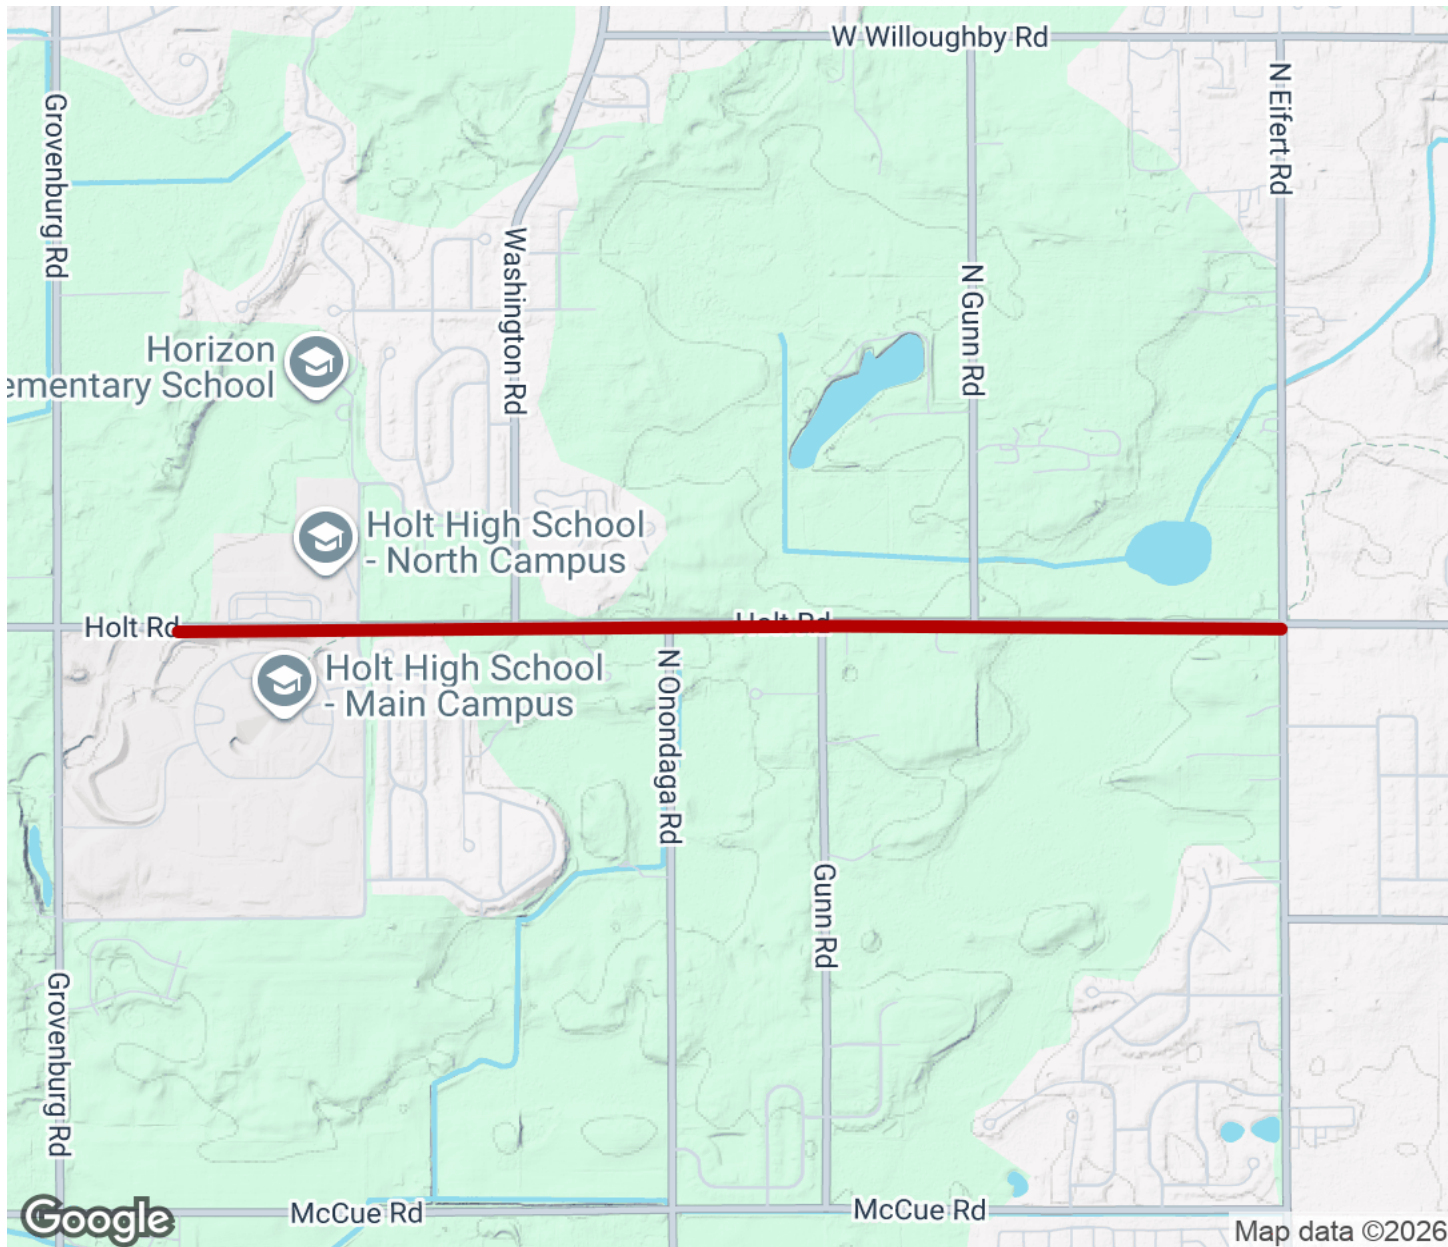 W Willoughby Rd
Grovenburg Rd
N Eifert Rd
Washington Rd
N Gunn Rd
Horizon
ementary School
Holt High School
- North Campus
Holt Rd
Holt Rd
Holt High School
- Main Campus
N Onondaga Rd
Gunn Rd
Grovenburg Rd
McCue Rd
McCue Rd
Google
Map data ©2026